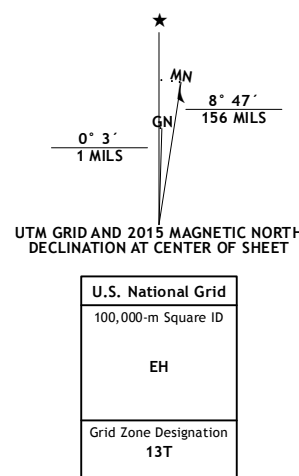 ★
MN
GN
8° 47´
156 MILS
0° 3´
1 MILS
UTM GRID AND 2015 MAGNETIC NORTH
DECLINATION AT CENTER OF SHEET
U.S. National Grid
100,000-m Square ID
EH
Grid Zone Designation
13T